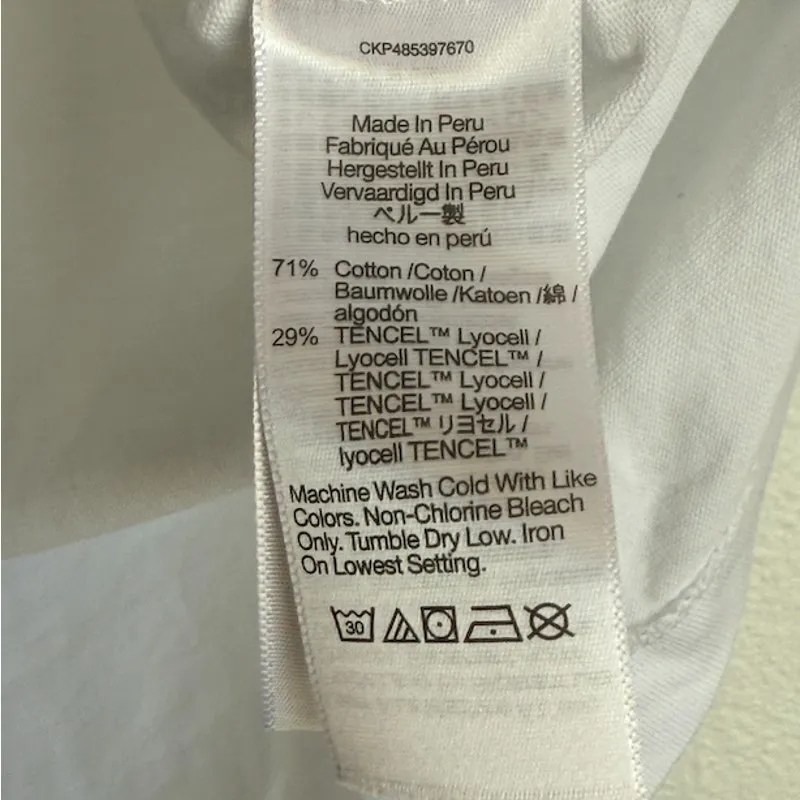 CKP485397670
Made In Peru
Fabriqué Au Pérou
Hergestellt In Peru
Vervaardigd In Peru
ペルー製
hecho en perú
71% Cotton /Coton /
Baumwolle /Katoen /綿 /
algodón
29% TENCEL™ Lyocell /
Lyocell TENCEL™ /
TENCEL™ Lyocell /
TENCEL™ Lyocell /
TENCEL™ リヨセル /
lyocell TENCEL™
Machine Wash Cold With Like
Colors. Non-Chlorine Bleach
Only. Tumble Dry Low. Iron
On Lowest Setting.
30